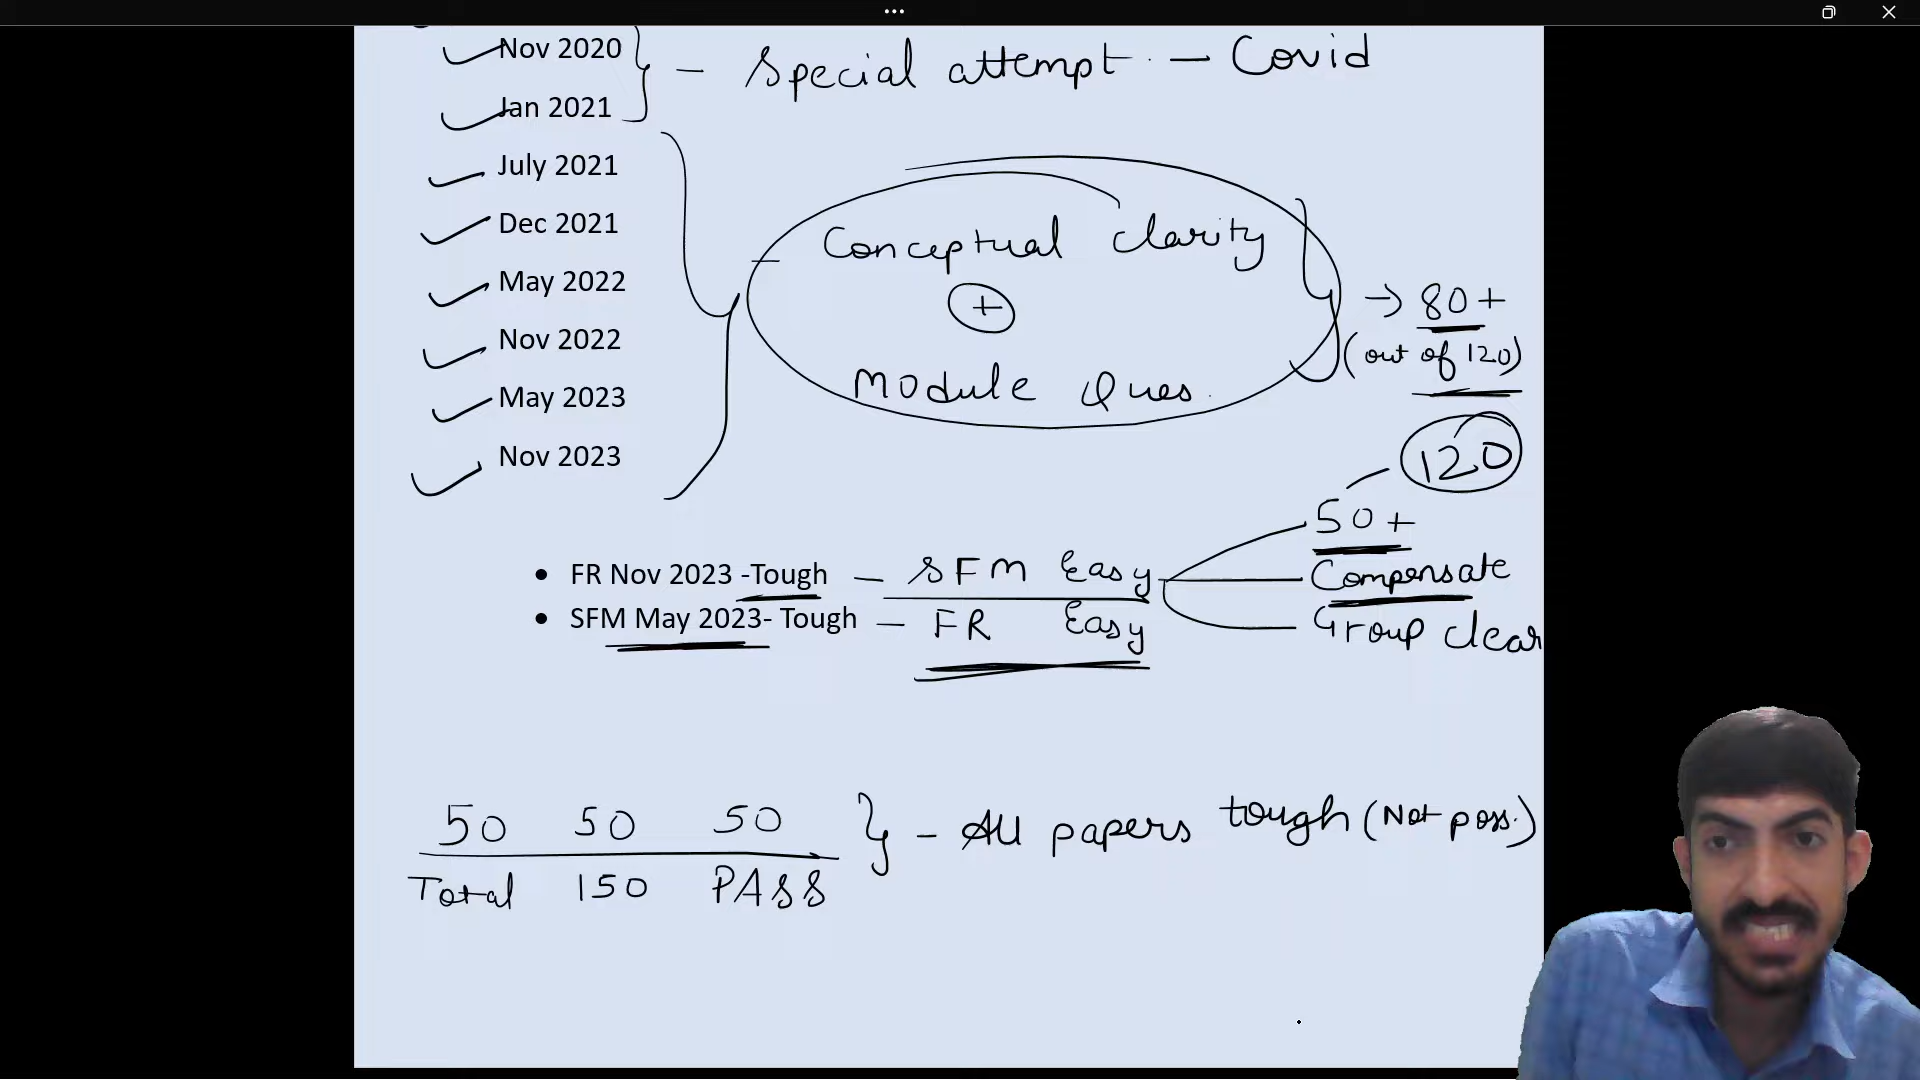 Nov 2020 - Special attempt - Covid
Jan 2021
July 2021
Dec 2021
Conceptual clarity
May 2022
+
→ 80+
Nov 2022
(out of 120)
May 2023
Module Ques
Nov 2023
120
50+
• FR Nov 2023 -Tough - SFM Easy
Compensate
• SFM May 2023- Tough - FR Easy
Group clear
50 50 50 } - All papers tough (Not poss.)
Total 150 PASS